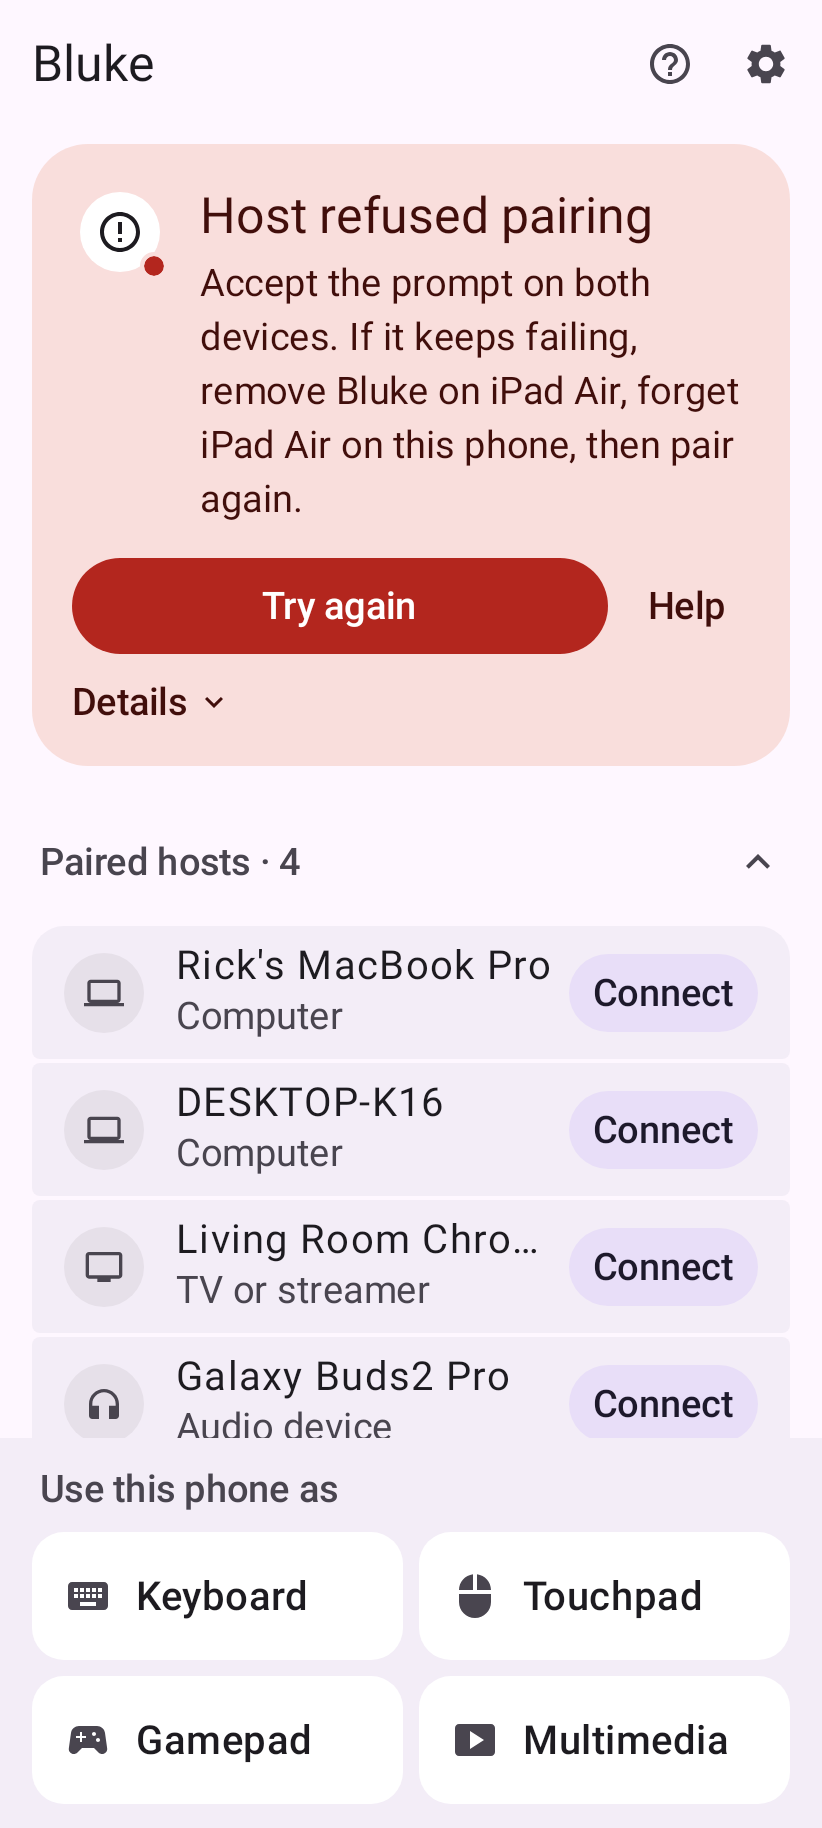 Bluke
Host refused pairing
Accept the prompt on both
devices. If it keeps failing,
remove Bluke on iPad Air, forget
iPad Air on this phone, then pair
again.
Try again
Help
Details
Paired hosts · 4
Rick's MacBook Pro
Computer
Connect
DESKTOP-K16
Computer
Connect
Living Room Chro…
TV or streamer
Connect
Galaxy Buds2 Pro
Audio device
Connect
Use this phone as
Keyboard
Touchpad
Gamepad
Multimedia